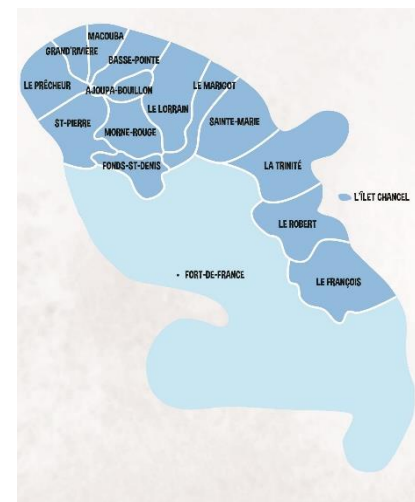 MACOUBA
GRAND'RIVIÈRE
BASSE-POINTE
LE PRÊCHEUR
AJOUPA-BOUILLON
LE MARIGOT
LE LORRAIN
ST-PIERRE
SAINTE-MARIE
MORNE-ROUGE
FONDS-ST-DENIS
LA TRINITÉ
L'ÎLET CHANCEL
LE ROBERT
FORT-DE-FRANCE
LE FRANÇOIS